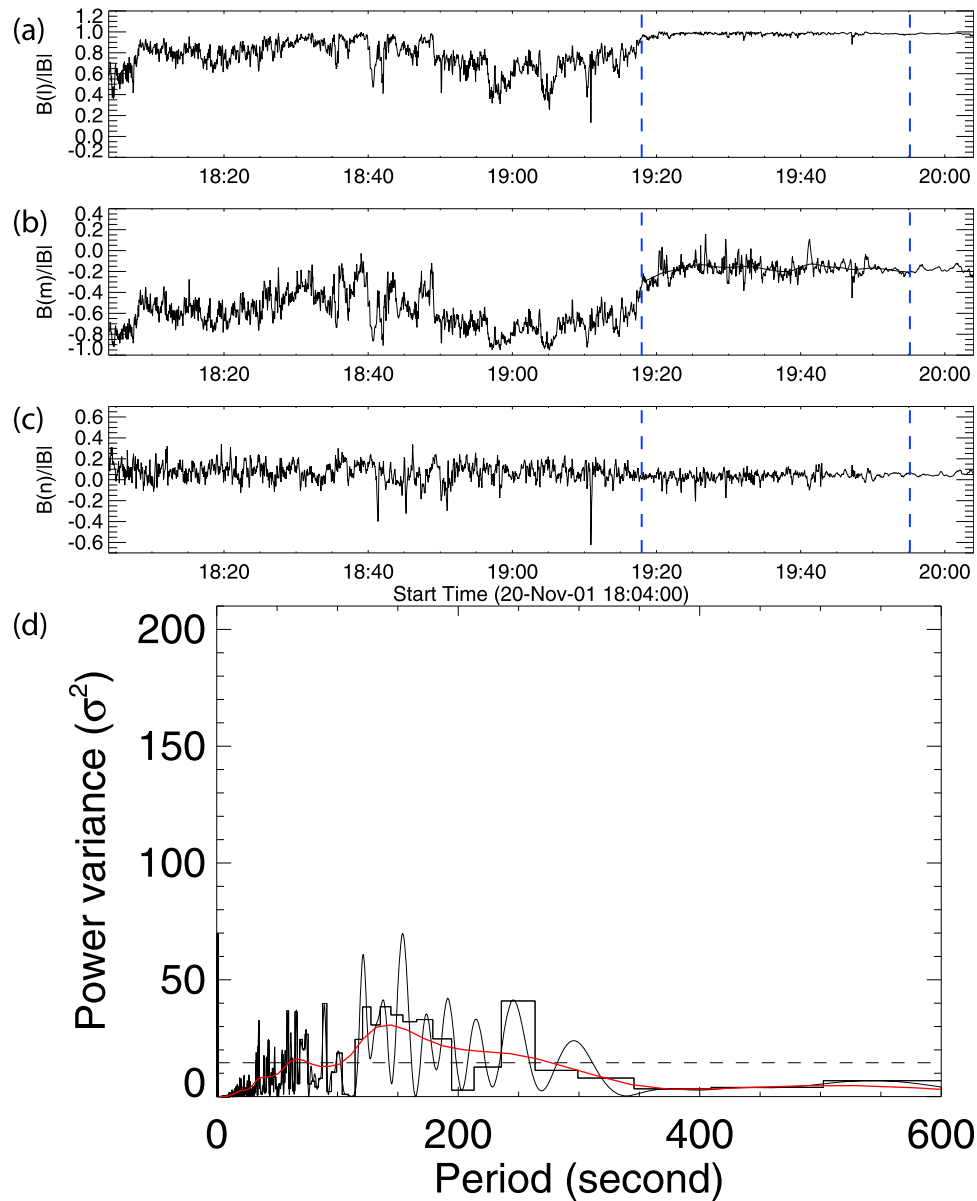 (a)
B(l)/|B|
1.2
1.0
0.8
0.6
0.4
0.2
0.0
-0.2
18:20 18:40 19:00 19:20 19:40 20:00
(b)
B(m)/|B|
0.4
0.2
0.0
-0.2
-0.4
-0.6
-0.8
-1.0
18:20 18:40 19:00 19:20 19:40 20:00
(c)
B(n)/|B|
0.6
0.4
0.2
0.0
-0.2
-0.4
-0.6
18:20 18:40 19:00 19:20 19:40 20:00
Start Time (20-Nov-01 18:04:00)
(d)
Power variance (σ²)
200
150
100
50
0
0 200 400 600
Period (second)